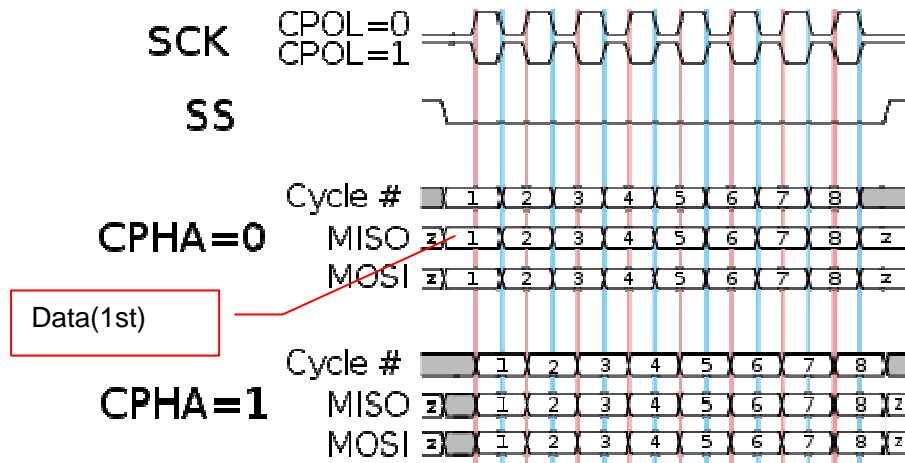 SCK CPOL=0
CPOL=1
SS
Cycle # 1 2 3 4 5 6 7 8
CPHA=0 MISO z 1 2 3 4 5 6 7 8 z
MOSI z 1 2 3 4 5 6 7 8 z
Data(1st)
Cycle # 1 2 3 4 5 6 7 8
CPHA=1 MISO z 1 2 3 4 5 6 7 8 z
MOSI z 1 2 3 4 5 6 7 8 z